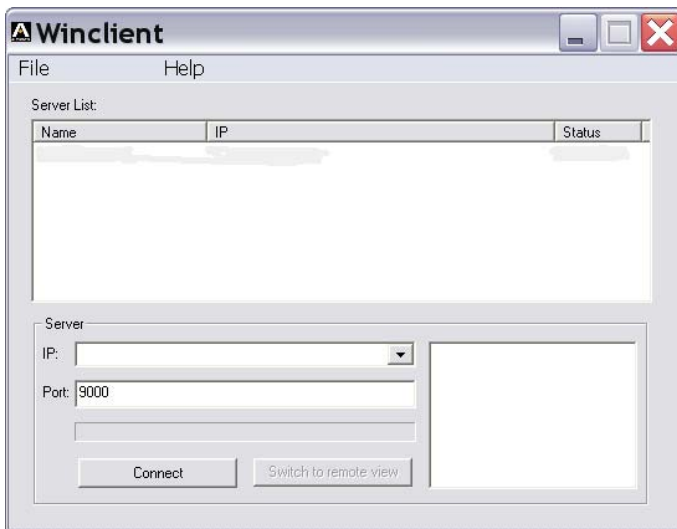 Winclient
File Help
Server List:
Name IP Status
Server
IP:
Port: 9000
Connect Switch to remote view